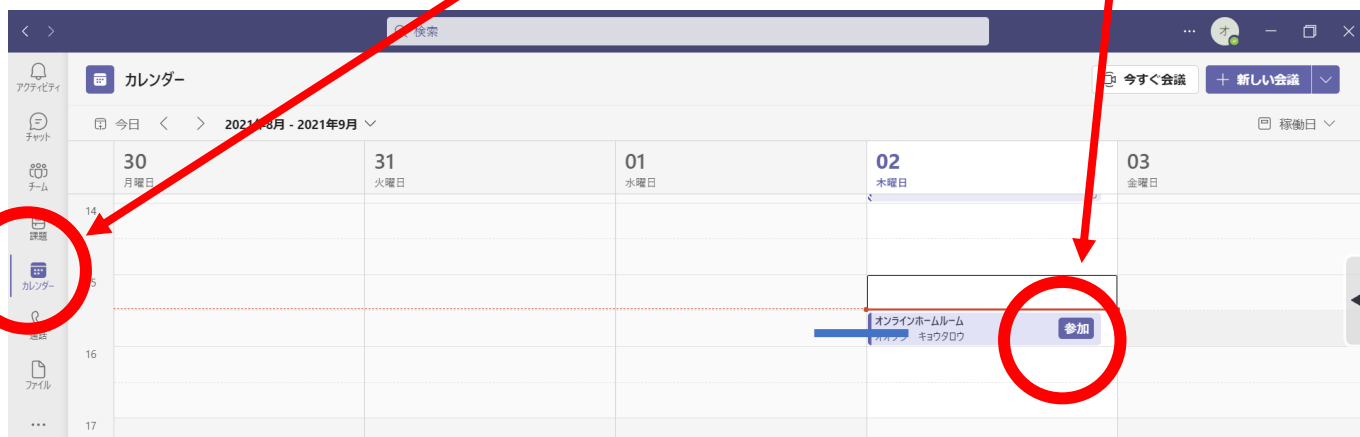 検索
アクティビティ
チャット
チーム
課題
カレンダー
通話
ファイル
カレンダー
今すぐ会議
新しい会議
今日
2021年8月 - 2021年9月
稼働日
30
月曜日
31
火曜日
01
水曜日
02
木曜日
03
金曜日
14
16
17
オンラインホームルーム
キョウタロウ
参加
オ